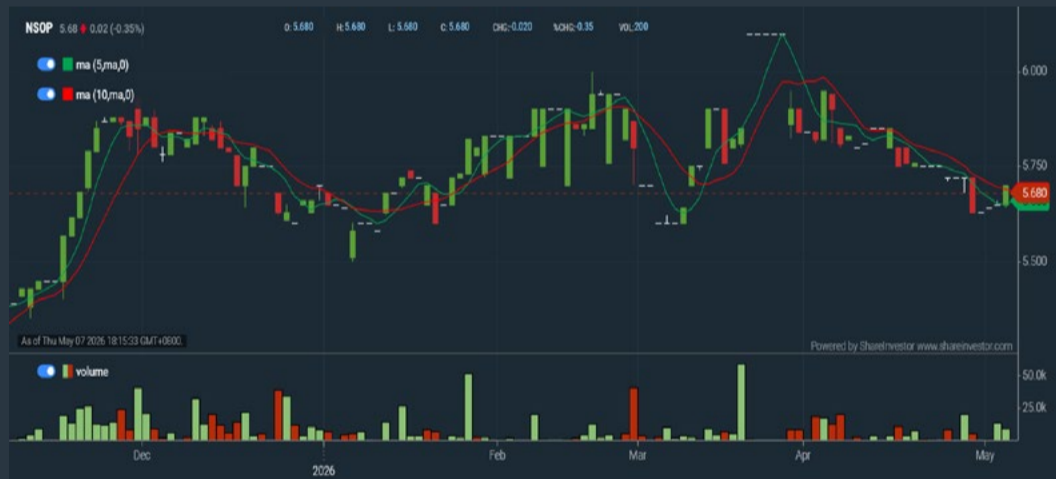 NSOP 5.68 0.02 (-0.35%) O: 5.680 H: 5.680 L: 5.680 C: 5.680 CHG:-0.020 %CHG:-0.35 VOL:200
ma (5,ma,0)
ma (10,ma,0)
6.000
5.750
5.680
5.500
As of Thu May 07 2026 18:15:33 GMT+0800.
Powered by ShareInvestor www.shareinvestor.com
volume
50.0k
25.0k
Dec 2026 Feb Mar Apr May